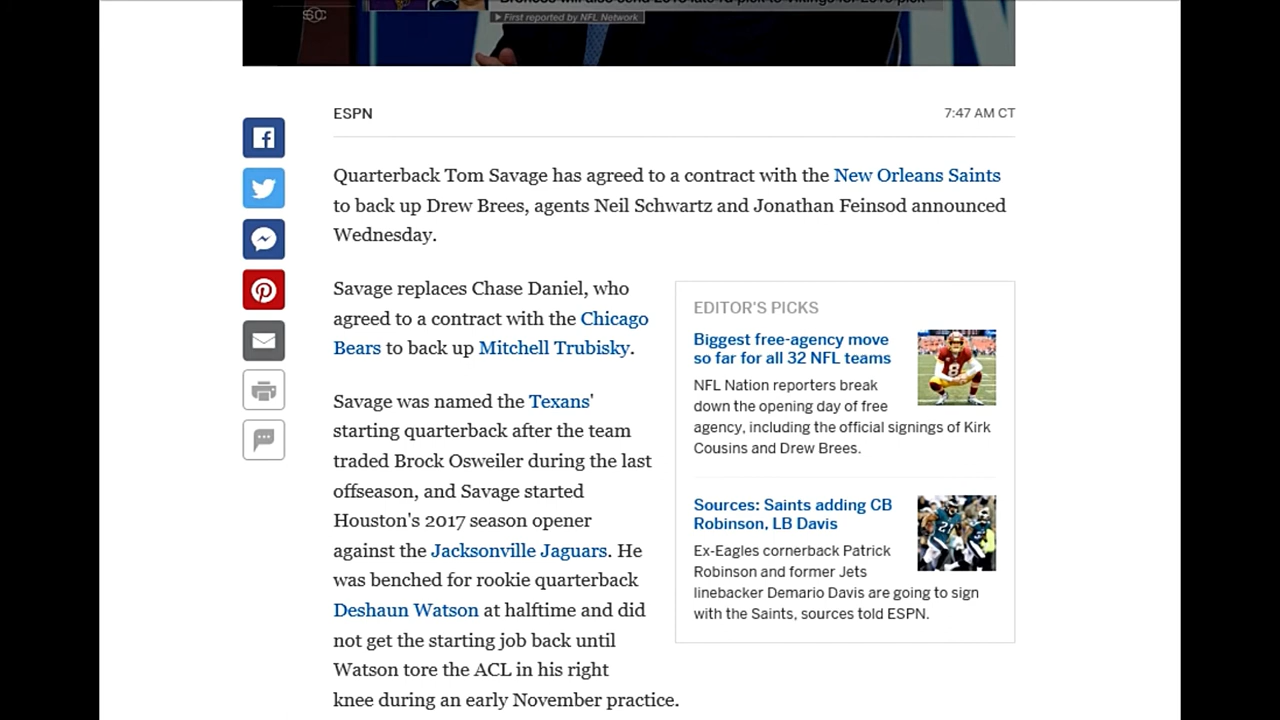 First reported by NFL Network
ESPN
7:47 AM CT
Quarterback Tom Savage has agreed to a contract with the New Orleans Saints
to back up Drew Brees, agents Neil Schwartz and Jonathan Feinsod announced
Wednesday.
Savage replaces Chase Daniel, who
agreed to a contract with the Chicago
Bears to back up Mitchell Trubisky.
Savage was named the Texans'
starting quarterback after the team
traded Brock Osweiler during the last
offseason, and Savage started
Houston's 2017 season opener
against the Jacksonville Jaguars. He
was benched for rookie quarterback
Deshaun Watson at halftime and did
not get the starting job back until
Watson tore the ACL in his right
knee during an early November practice.
EDITOR'S PICKS
Biggest free-agency move
so far for all 32 NFL teams
NFL Nation reporters break
down the opening day of free
agency, including the official signings of Kirk
Cousins and Drew Brees.
Sources: Saints adding CB
Robinson, LB Davis
Ex-Eagles cornerback Patrick
Robinson and former Jets
linebacker Demario Davis are going to sign
with the Saints, sources told ESPN.